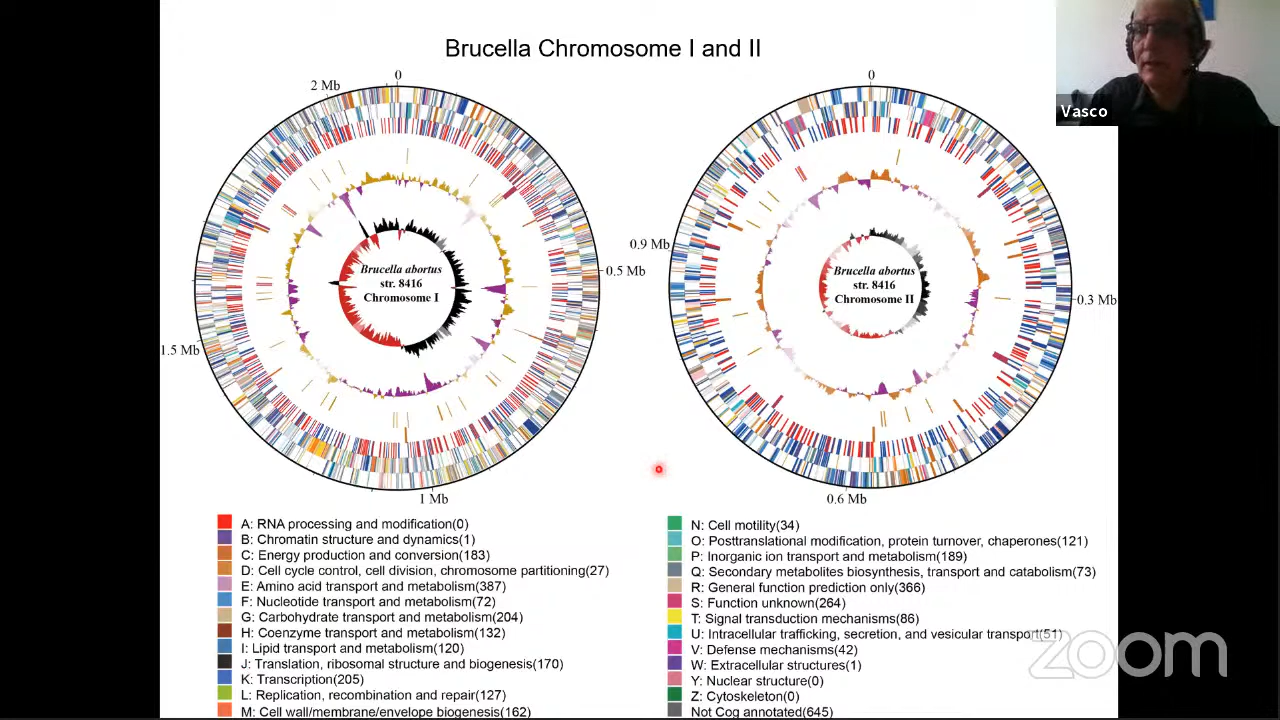 Brucella Chromosome I and II
Vasco
0
2 Mb
0.5 Mb
1 Mb
1.5 Mb
Brucella abortus
str. 8416
Chromosome I
0
0.3 Mb
0.6 Mb
0.9 Mb
Brucella abortus
str. 8416
Chromosome II
A: RNA processing and modification(0)
B: Chromatin structure and dynamics(1)
C: Energy production and conversion(183)
D: Cell cycle control, cell division, chromosome partitioning(27)
E: Amino acid transport and metabolism(387)
F: Nucleotide transport and metabolism(72)
G: Carbohydrate transport and metabolism(204)
H: Coenzyme transport and metabolism(132)
I: Lipid transport and metabolism(120)
J: Translation, ribosomal structure and biogenesis(170)
K: Transcription(205)
L: Replication, recombination and repair(127)
M: Cell wall/membrane/envelope biogenesis(162)
N: Cell motility(34)
O: Posttranslational modification, protein turnover, chaperones(121)
P: Inorganic ion transport and metabolism(189)
Q: Secondary metabolites biosynthesis, transport and catabolism(73)
R: General function prediction only(366)
S: Function unknown(264)
T: Signal transduction mechanisms(86)
U: Intracellular trafficking, secretion, and vesicular transport(51)
V: Defense mechanisms(42)
W: Extracellular structures(1)
Y: Nuclear structure(0)
Z: Cytoskeleton(0)
Not Cog annotated(645)
zoom